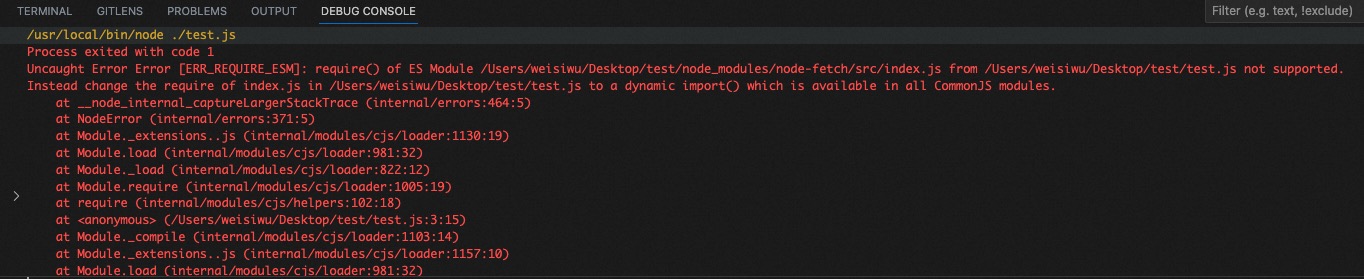 TERMINAL GITLENS PROBLEMS OUTPUT DEBUG CONSOLE Filter (e.g. text, !exclude)
/usr/local/bin/node ./test.js
Process exited with code 1
Uncaught Error Error [ERR_REQUIRE_ESM]: require() of ES Module /Users/weisiwu/Desktop/test/node_modules/node-fetch/src/index.js from /Users/weisiwu/Desktop/test/test.js not supported.
Instead change the require of index.js in /Users/weisiwu/Desktop/test/test.js to a dynamic import() which is available in all CommonJS modules.
at __node_internal_captureLargerStackTrace (internal/errors:464:5)
at NodeError (internal/errors:371:5)
at Module._extensions..js (internal/modules/cjs/loader:1130:19)
at Module.load (internal/modules/cjs/loader:981:32)
at Module._load (internal/modules/cjs/loader:822:12)
at Module.require (internal/modules/cjs/loader:1005:19)
at require (internal/modules/cjs/helpers:102:18)
at <anonymous> (/Users/weisiwu/Desktop/test/test.js:3:15)
at Module._compile (internal/modules/cjs/loader:1103:14)
at Module._extensions..js (internal/modules/cjs/loader:1157:10)
at Module.load (internal/modules/cjs/loader:981:32)